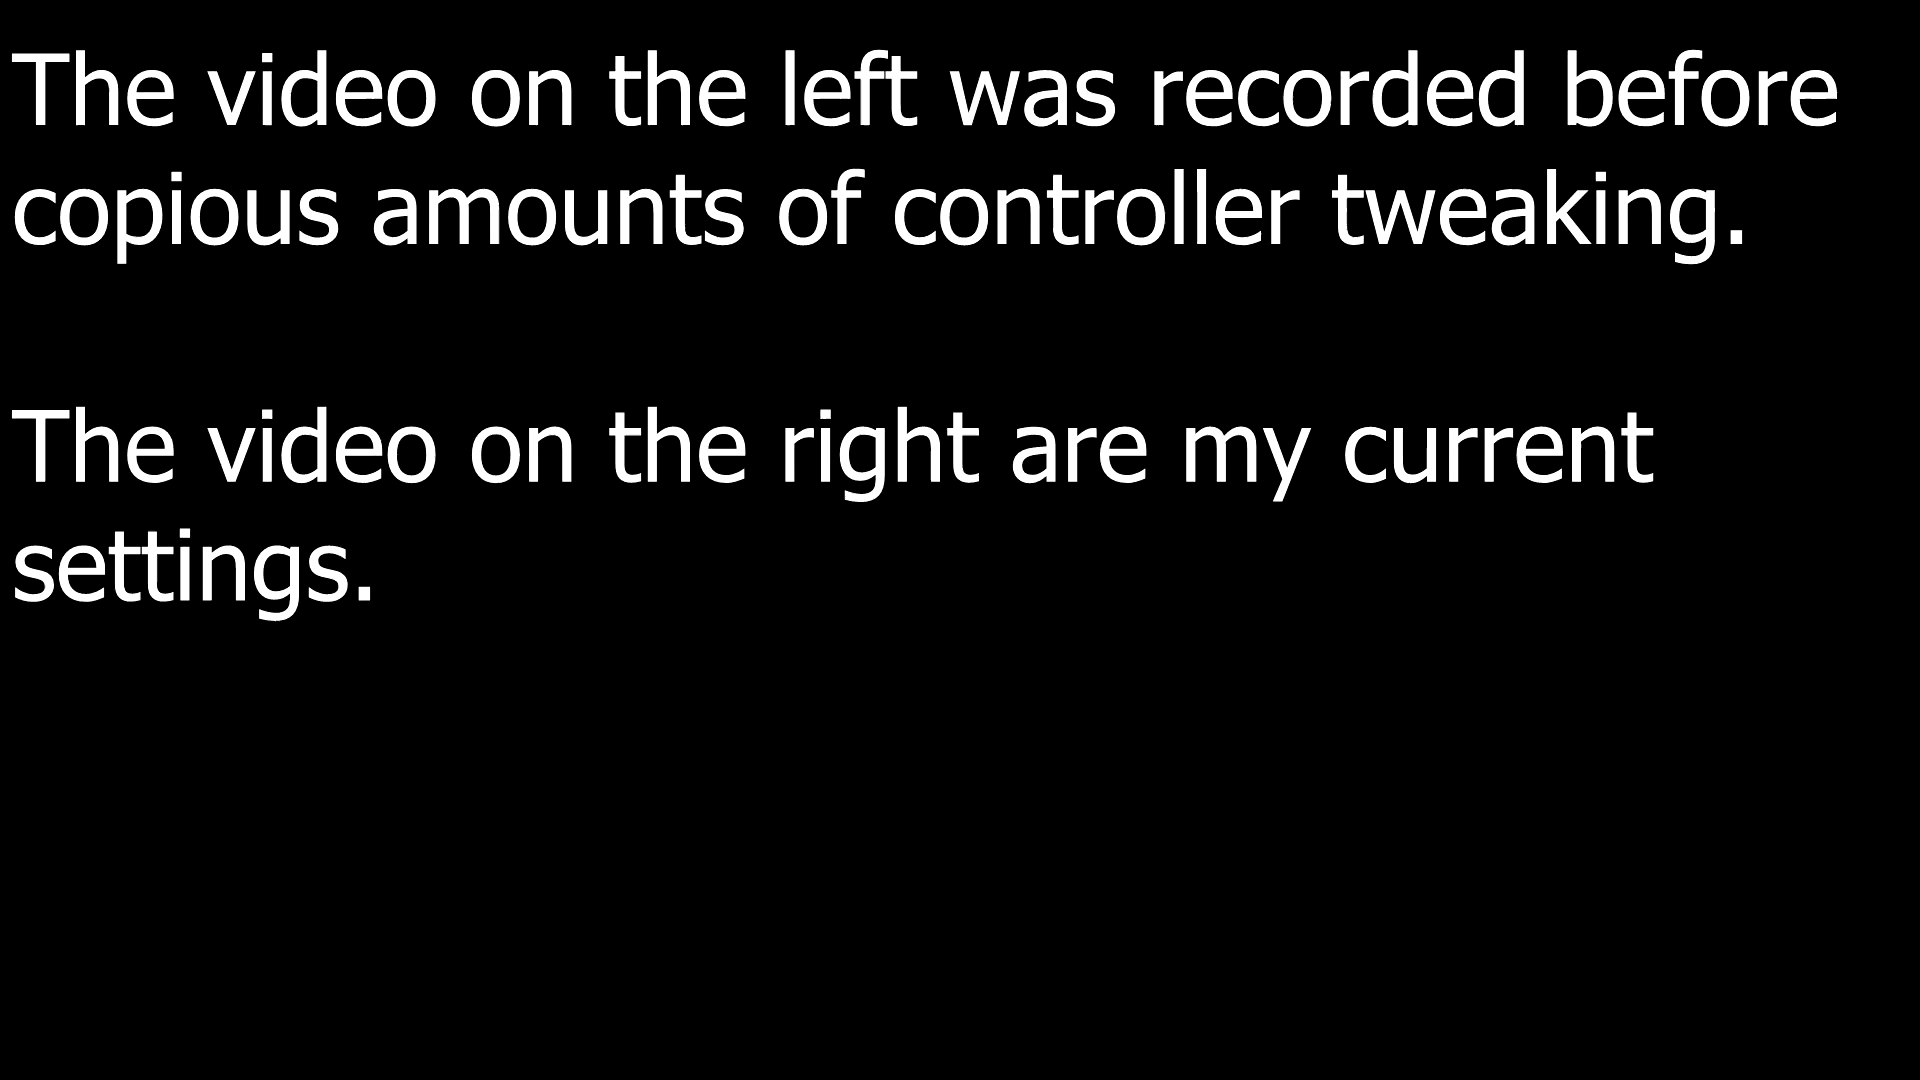 The video on the left was recorded before
copious amounts of controller tweaking.
The video on the right are my current
settings.